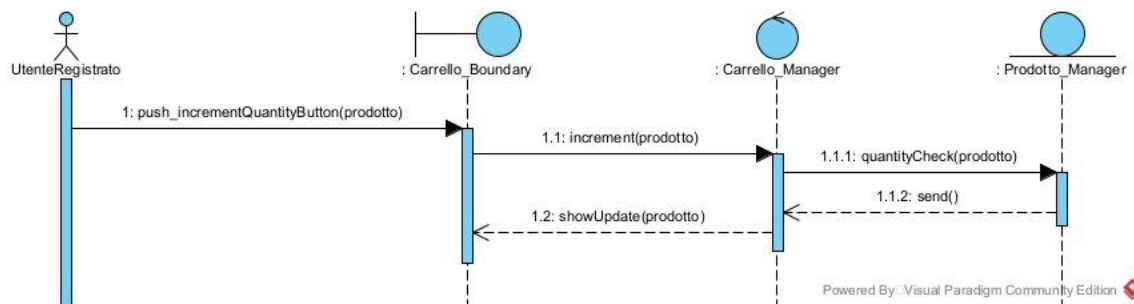 UtenteRegistrato
: Carrello_Boundary
: Carrello_Manager
: Prodotto_Manager
1: push_incrementQuantityButton(prodotto)
1.1: increment(prodotto)
1.1.1: quantityCheck(prodotto)
1.1.2: send()
1.2: showUpdate(prodotto)
Powered By Visual Paradigm Community Edition